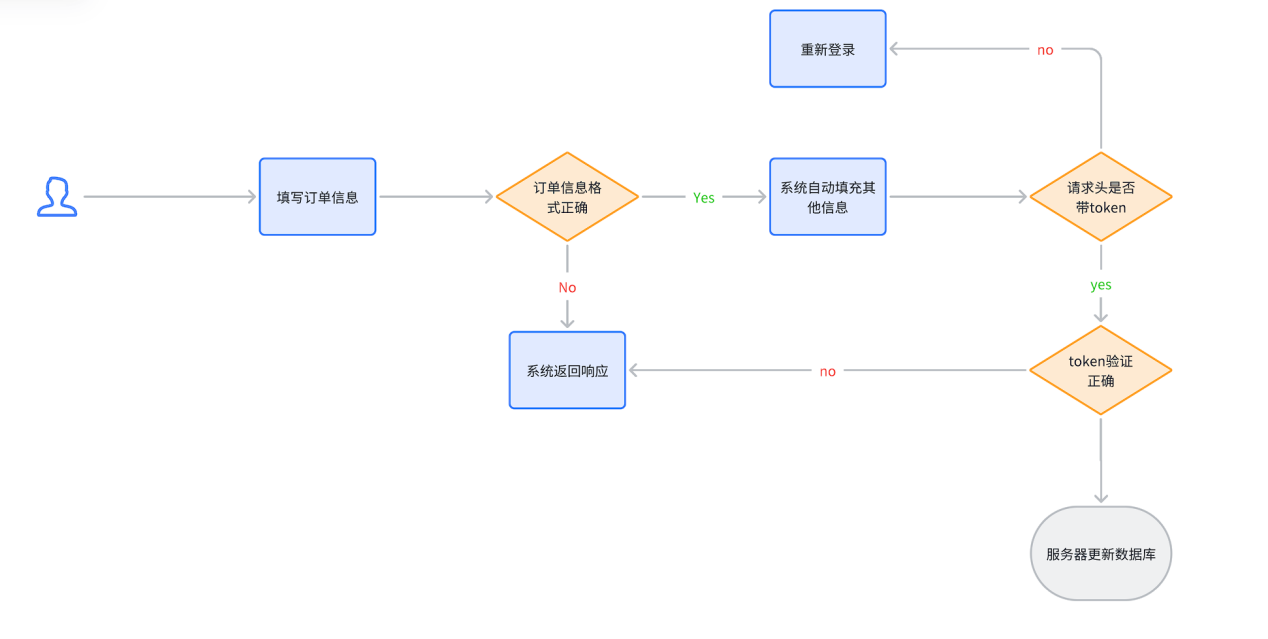 重新登录
no
填写订单信息
订单信息格
式正确
Yes
系统自动填充其
他信息
请求头是否
带token
No
yes
系统返回响应
no
token验证
正确
服务器更新数据库